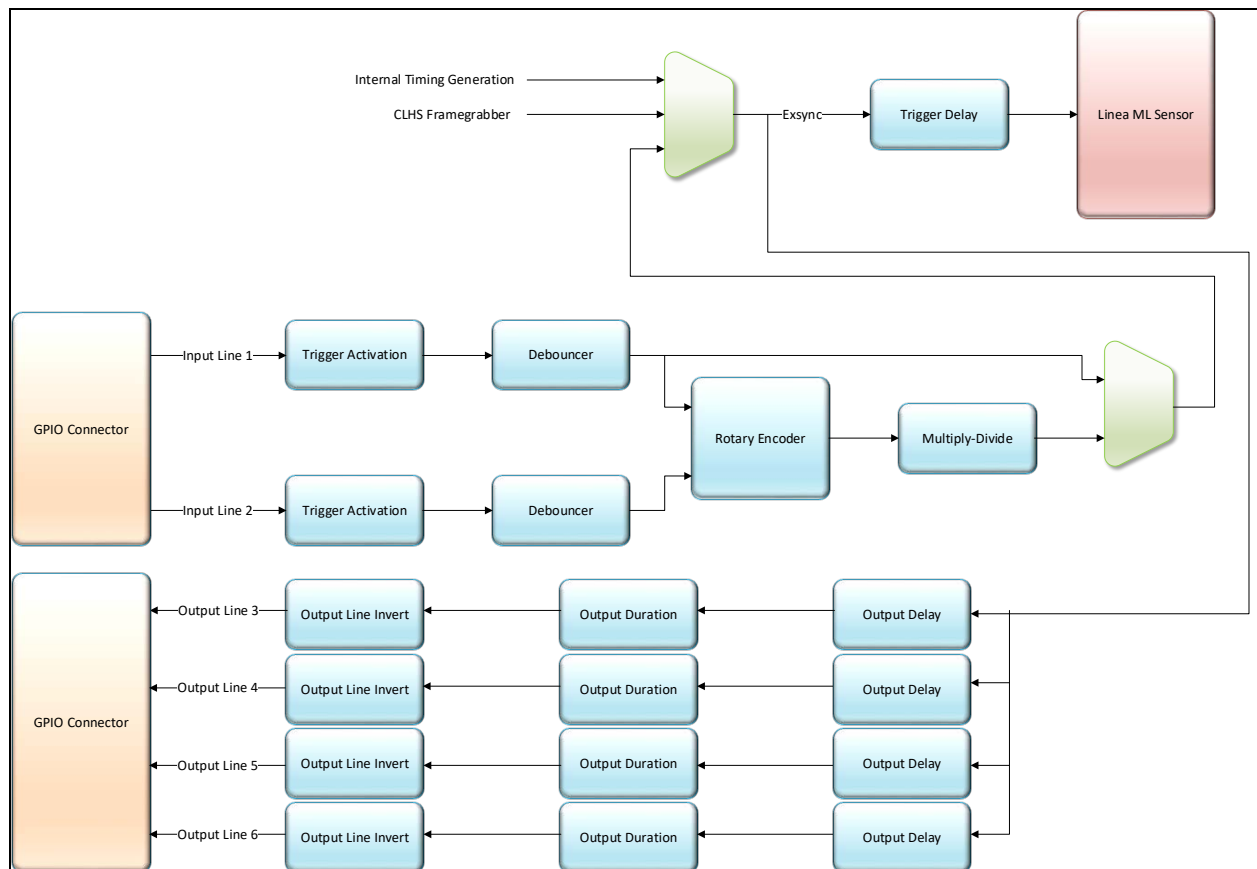 Internal Timing Generation
CLHS Framegrabber
Exsync
Trigger Delay
Linea ML Sensor
GPIO Connector
Input Line 1
Trigger Activation
Debouncer
Rotary Encoder
Multiply-Divide
Input Line 2
Trigger Activation
Debouncer
GPIO Connector
Output Line 3
Output Line Invert
Output Duration
Output Delay
Output Line 4
Output Line Invert
Output Duration
Output Delay
Output Line 5
Output Line Invert
Output Duration
Output Delay
Output Line 6
Output Line Invert
Output Duration
Output Delay